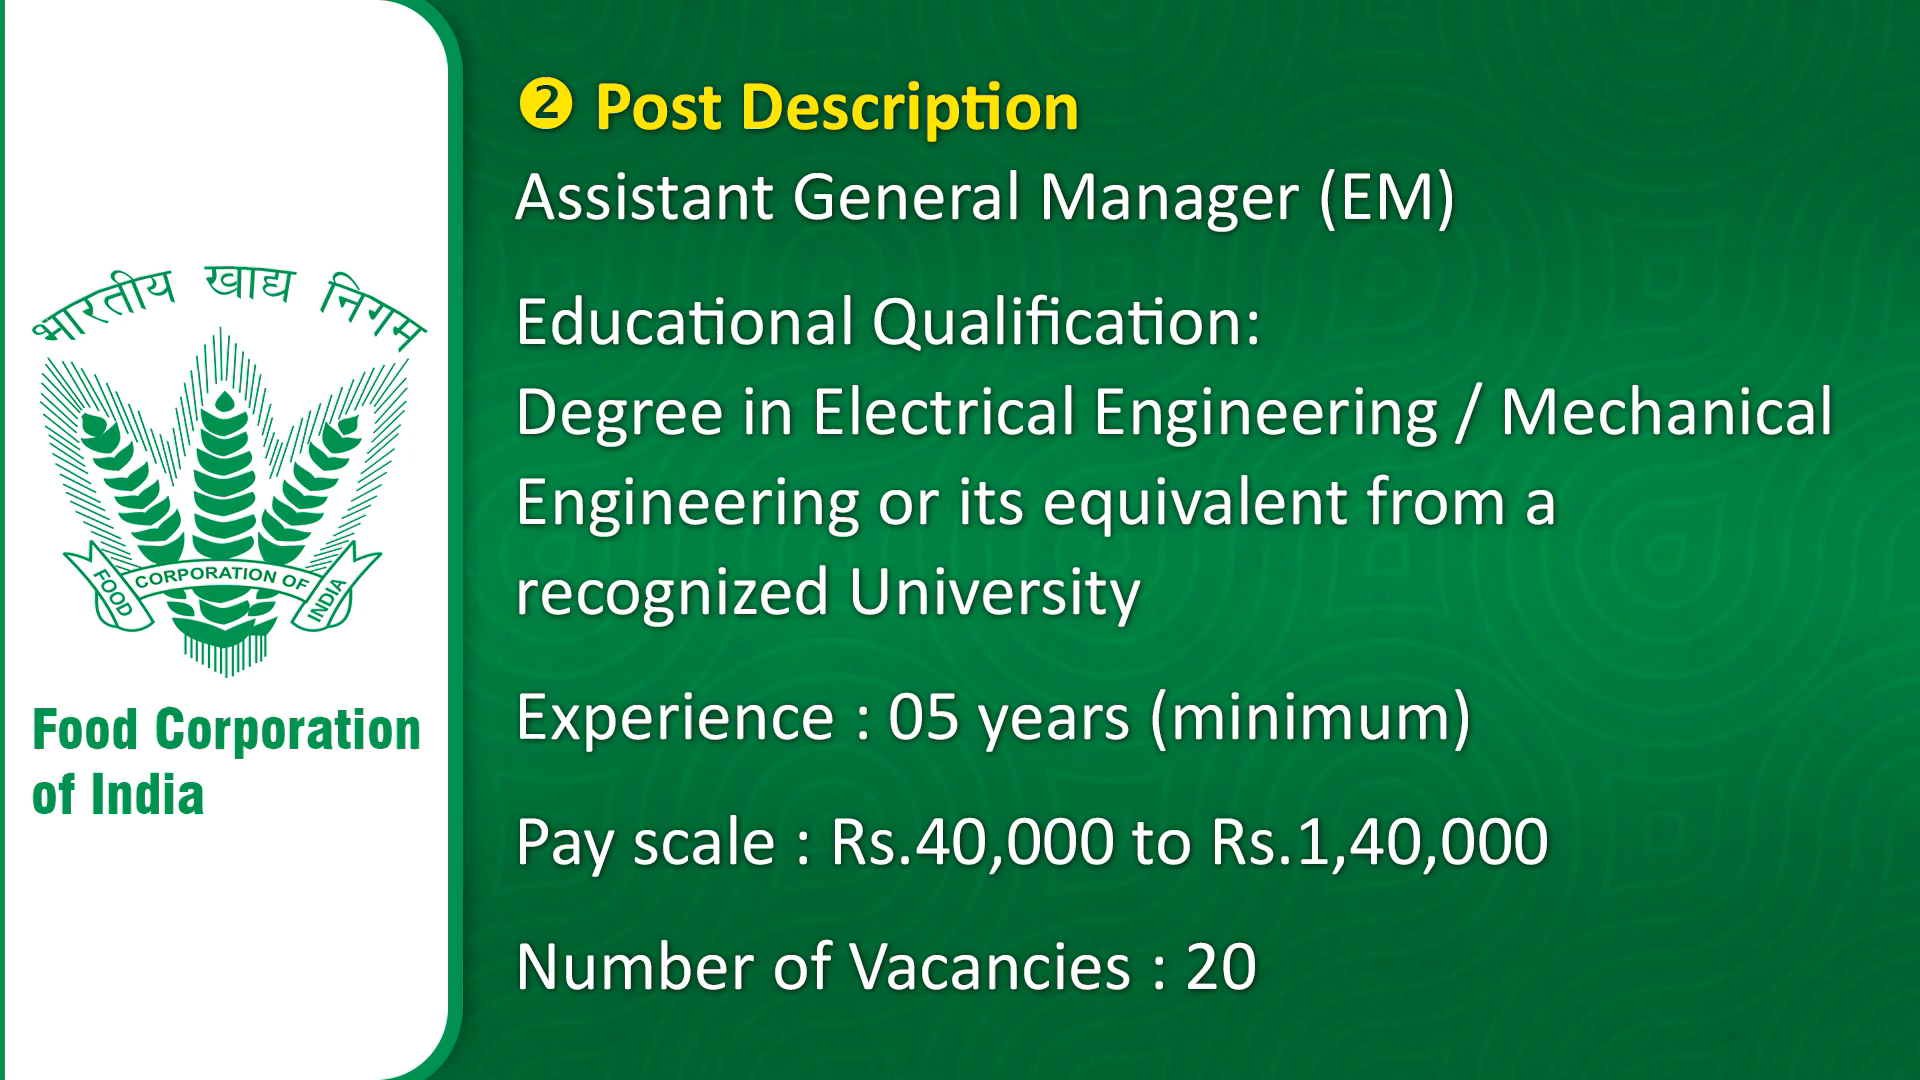 भारतीय खाद्य निगम
FOOD CORPORATION OF INDIA
Food Corporation
of India
❷ Post Description
Assistant General Manager (EM)
Educational Qualification:
Degree in Electrical Engineering / Mechanical
Engineering or its equivalent from a
recognized University
Experience : 05 years (minimum)
Pay scale : Rs.40,000 to Rs.1,40,000
Number of Vacancies : 20